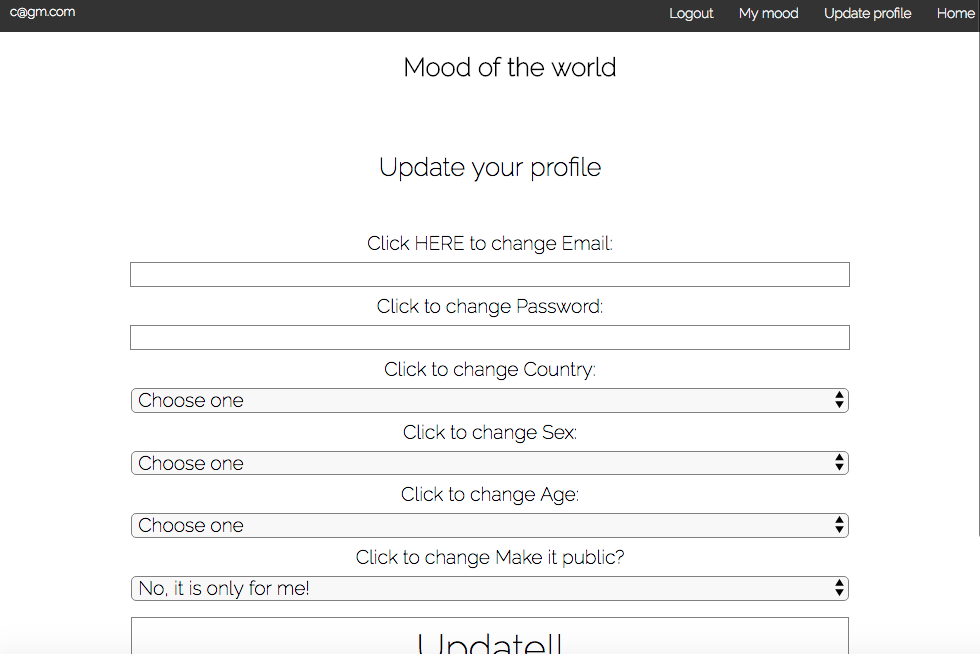 c@gm.com
Logout My mood Update profile Home
Mood of the world
Update your profile
Click HERE to change Email:
Click to change Password:
Click to change Country:
Choose one
Click to change Sex:
Choose one
Click to change Age:
Choose one
Click to change Make it public?
No, it is only for me!
Update!!